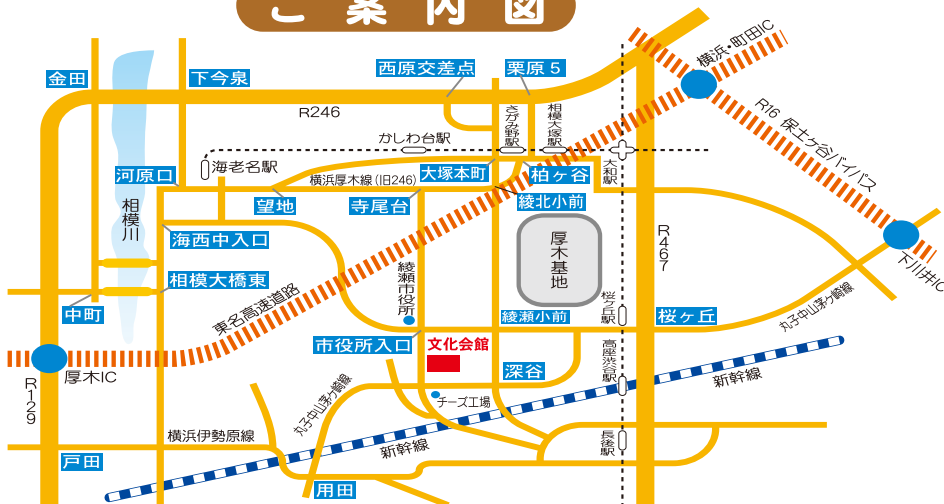 ご案内図
横浜・町田IC
金田
下今泉
西原交差点
栗原5
R246
さがみ野駅
相模大塚駅
R16 保土ヶ谷バイパス
かしわ台駅
大和駅
海老名駅
河原口
横浜厚木線(旧246)
大塚本町
柏ヶ谷
相模川
望地
寺尾台
綾北小前
海西中入口
厚木基地
R467
下川井IC
相模大橋東
綾瀬市役所
東名高速道路
桜ヶ丘駅
丸子中山茅ヶ崎線
中町
綾瀬小前
桜ヶ丘
市役所入口
文化会館
高座渋谷駅
厚木IC
R129
深谷
新幹線
丸子中山茅ヶ崎線
チーズ工場
横浜伊勢原線
新幹線
長後駅
戸田
用田